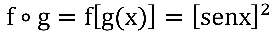 f ∘ g = f[g(x)] = [senx]²